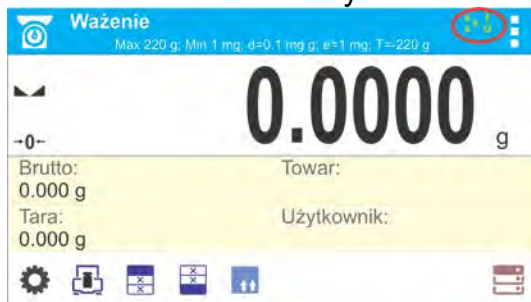 Ważenie
Max 220 g; Min 1 mg; d=0.1 mg g; e=1 mg; T=-220 g
→0←
0.0000 g
Brutto:
0.000 g
Towar:
Tara:
0.000 g
Użytkownik: